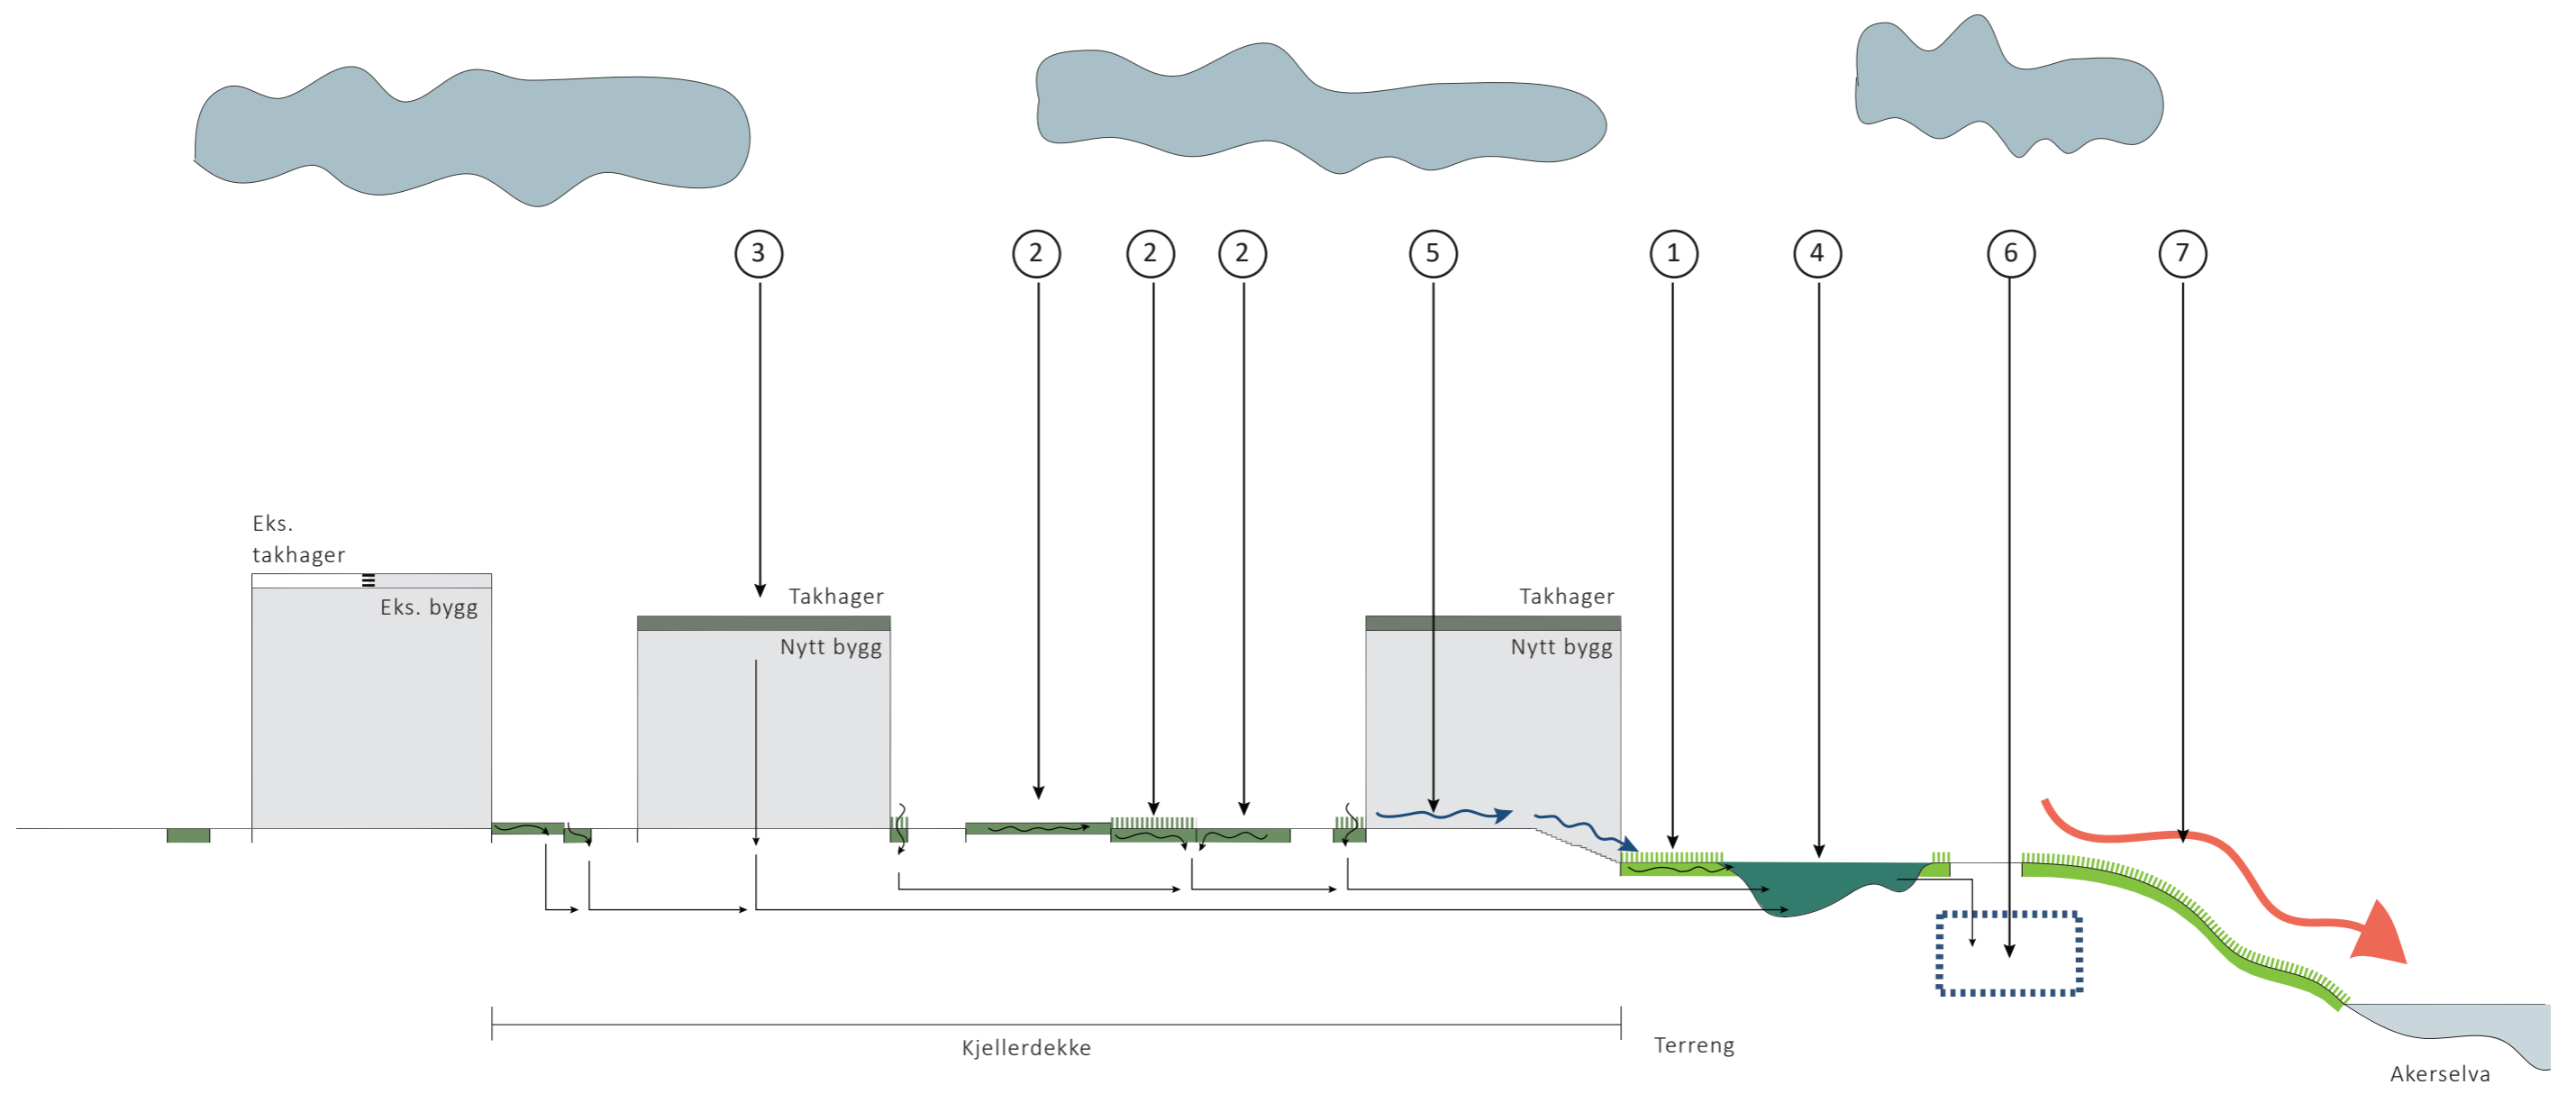 3
2
2
2
5
1
4
6
7
Eks.
takhager
Eks. bygg
Takhager
Nytt bygg
Takhager
Nytt bygg
Kjellerdekke
Terreng
Akerselva